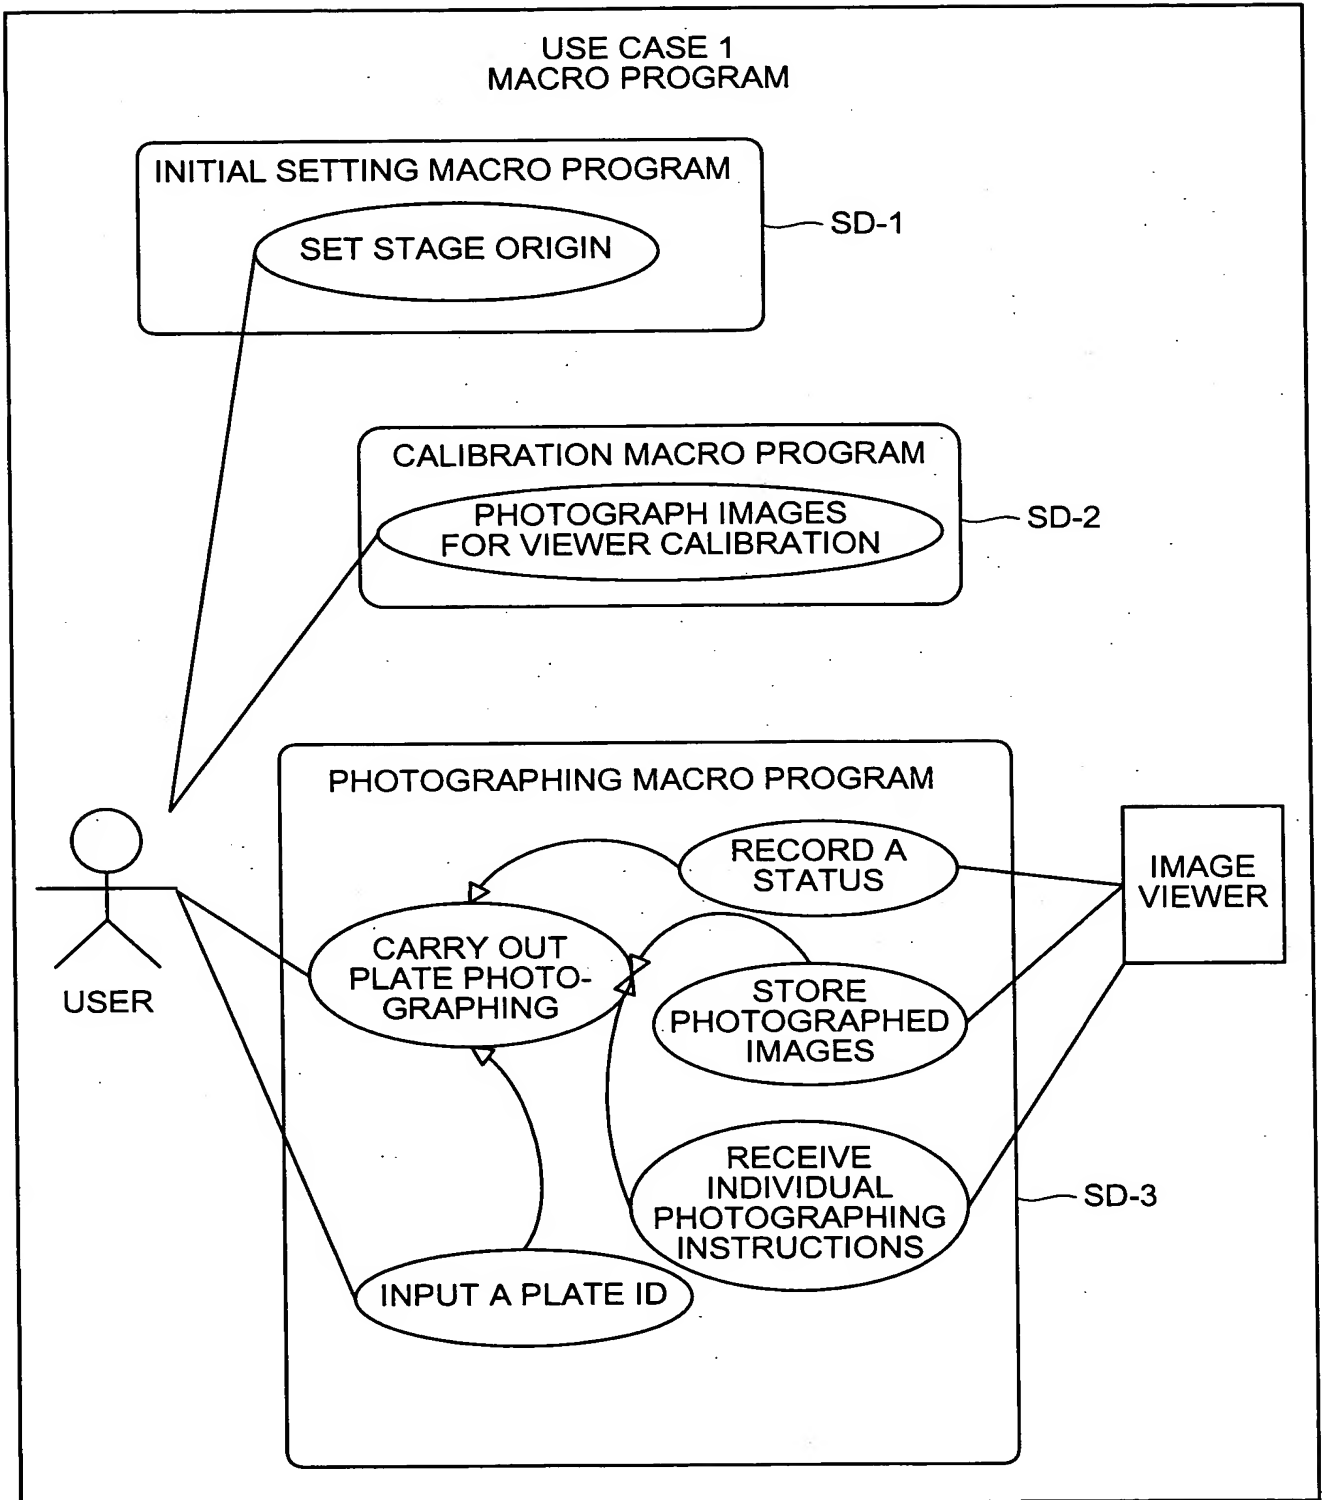 USE CASE 1
MACRO PROGRAM
INITIAL SETTING MACRO PROGRAM
SET STAGE ORIGIN
SD-1
CALIBRATION MACRO PROGRAM
PHOTOGRAPH IMAGES
FOR VIEWER CALIBRATION
SD-2
PHOTOGRAPHING MACRO PROGRAM
RECORD A
STATUS
IMAGE
VIEWER
CARRY OUT
PLATE PHOTO-
GRAPHING
USER
STORE
PHOTOGRAPHED
IMAGES
RECEIVE
INDIVIDUAL
PHOTOGRAPHING
INSTRUCTIONS
SD-3
INPUT A PLATE ID